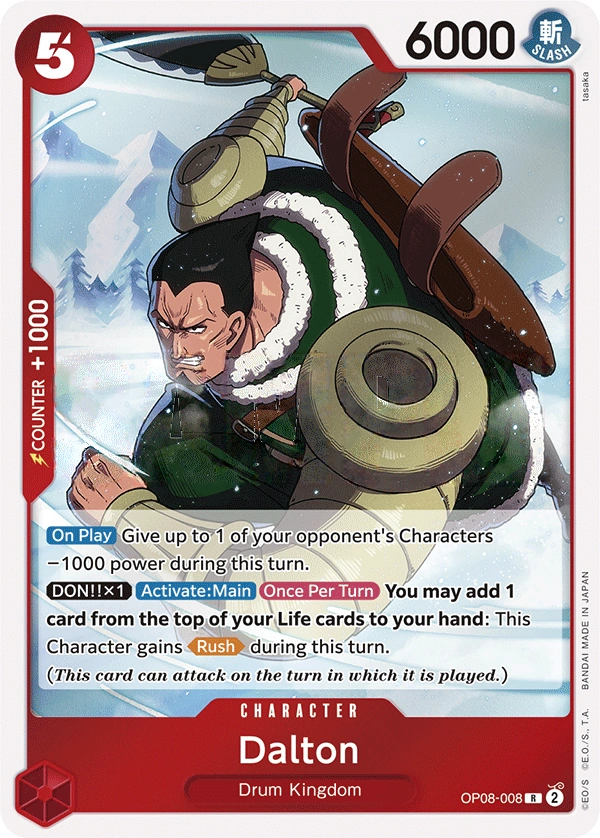 5
6000
斬
SLASH
tasaka
COUNTER +1000
On Play Give up to 1 of your opponent's Characters
−1000 power during this turn.
DON!!×1 Activate:Main Once Per Turn You may add 1
card from the top of your Life cards to your hand: This
Character gains Rush during this turn.
(This card can attack on the turn in which it is played.)
CHARACTER
Dalton
Drum Kingdom
OP08-008 R 2
©EO/S ©E.O./S., T.A. BANDAI MADE IN JAPAN